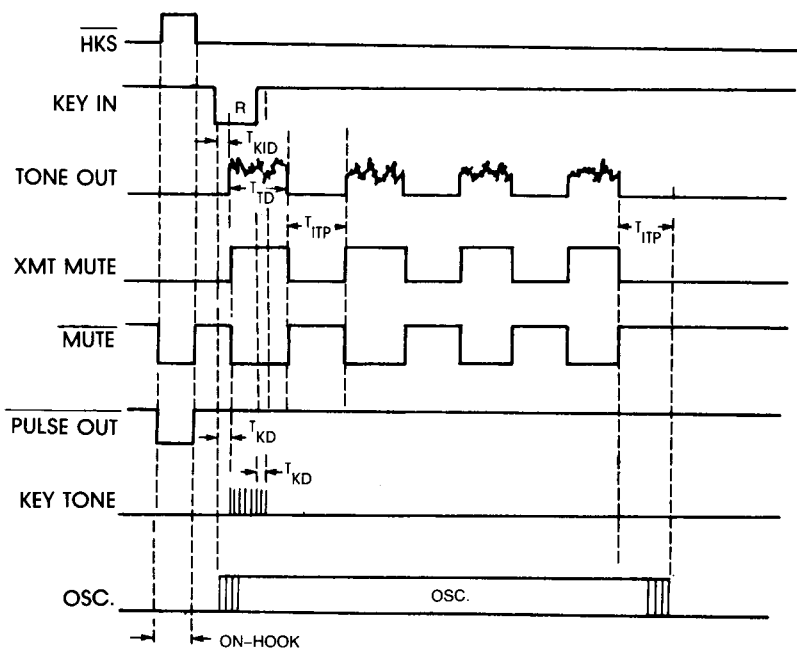 HKS
KEY IN
R
TKID
TONE OUT
TTD
TITP
TITP
XMT MUTE
MUTE
PULSE OUT
TKD
TKD
KEY TONE
OSC.
OSC.
ON-HOOK